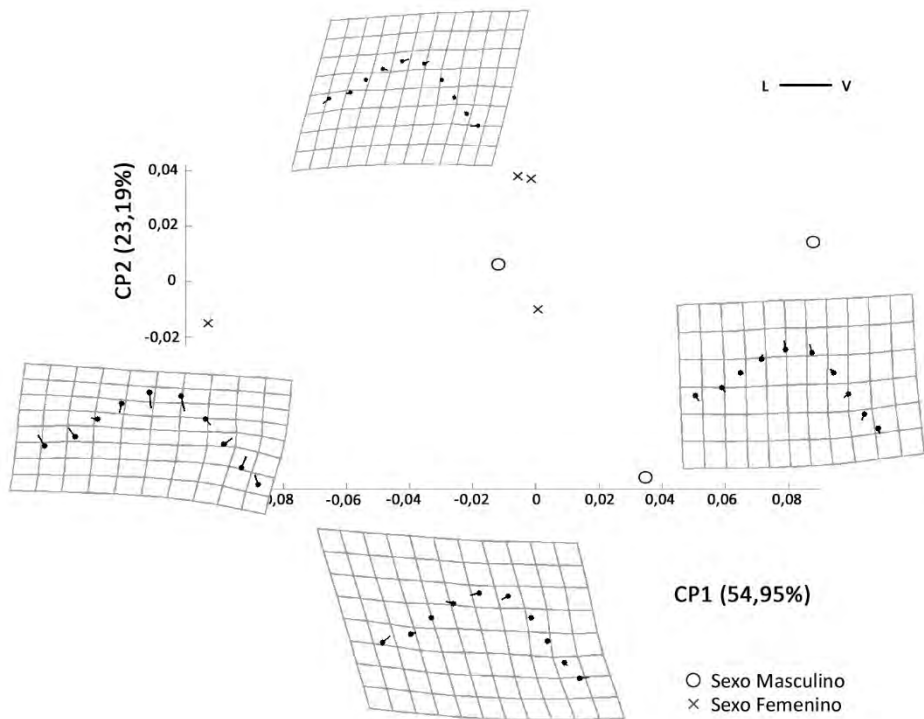 L V
0,04
CP2 (23,19%)
0,02
0
-0,02
,08 -0,06 -0,04 -0,02 0 0,02 0,04 0,06 0,08
CP1 (54,95%)
Sexo Masculino
Sexo Femenino